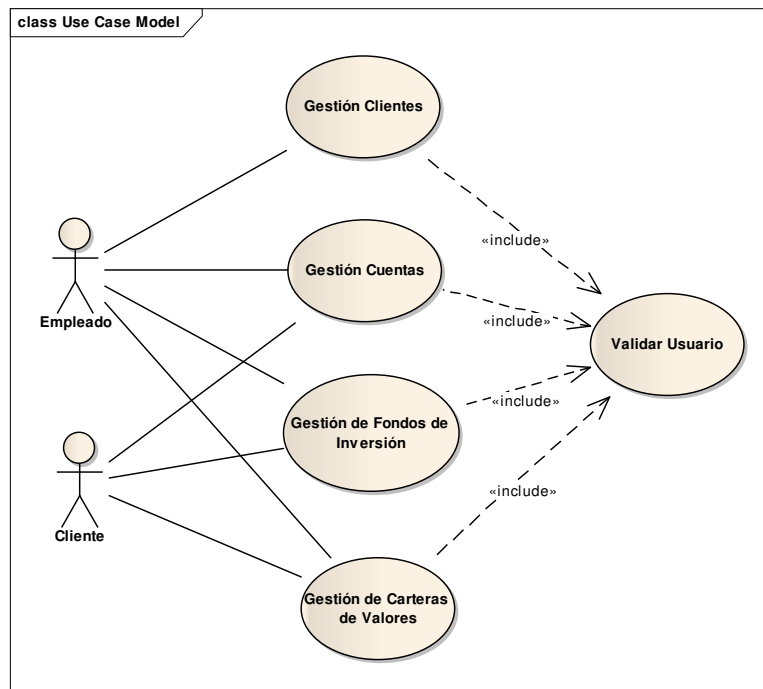 class Use Case Model
Gestión Clientes
«include»
Empleado
Gestión Cuentas
«include»
Validar Usuario
Gestión de Fondos de
Inversión
«include»
Cliente
«include»
Gestión de Carteras
de Valores